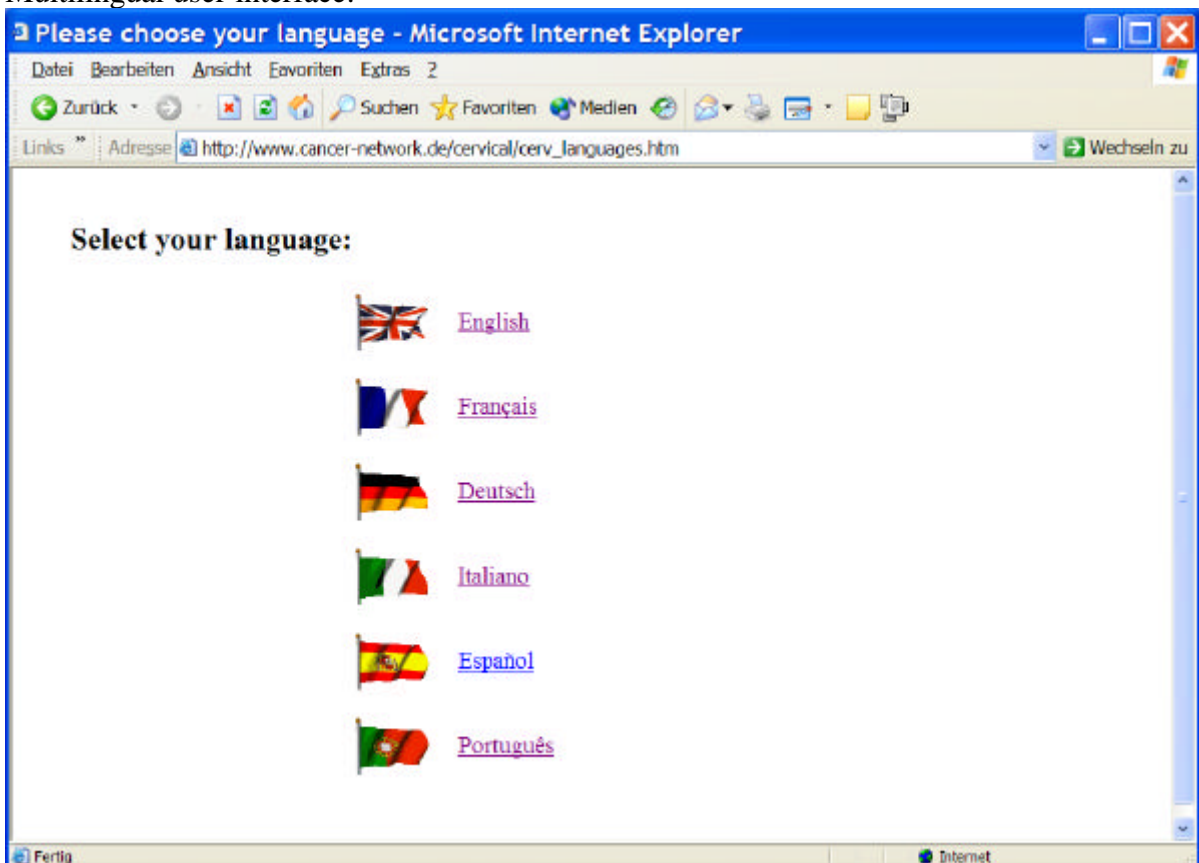 Multilingual user interface:
Please choose your language - Microsoft Internet Explorer
Datei Bearbeiten Ansicht Favoriten Extras ?
Zurück Suchen Favoriten Medien
Links » Adresse http://www.cancer-network.de/cervical/cerv_languages.htm Wechseln zu
Select your language:
English
Français
Deutsch
Italiano
Español
Português
Fertig Internet